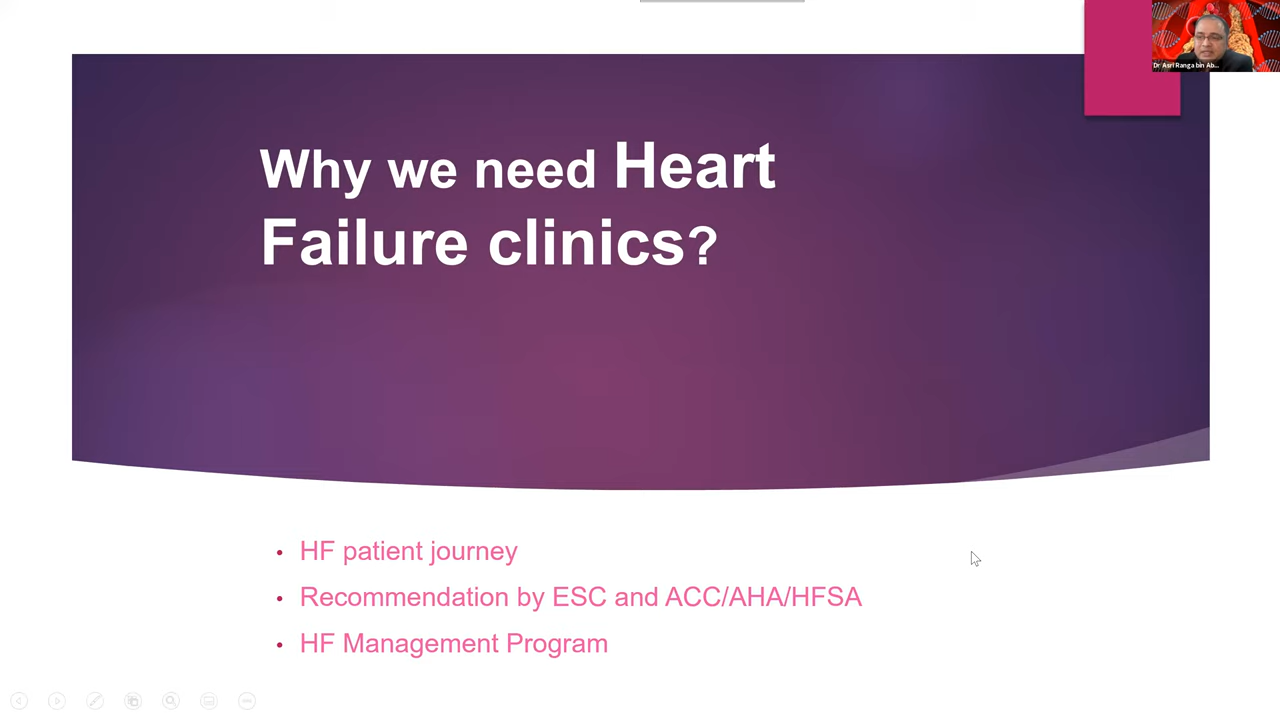 Dr Asri Ranga bin Ab...
Why we need Heart
Failure clinics?
• HF patient journey
• Recommendation by ESC and ACC/AHA/HFSA
• HF Management Program